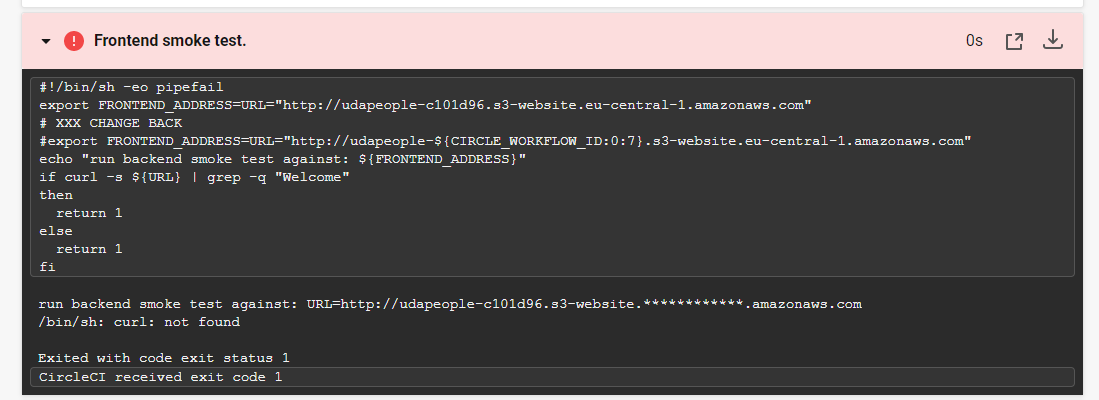 Frontend smoke test.
0s
#!/bin/sh -eo pipefail
export FRONTEND_ADDRESS=URL="http://udapeople-c101d96.s3-website.eu-central-1.amazonaws.com"
# XXX CHANGE BACK
#export FRONTEND_ADDRESS=URL="http://udapeople-${CIRCLE_WORKFLOW_ID:0:7}.s3-website.eu-central-1.amazonaws.com"
echo "run backend smoke test against: ${FRONTEND_ADDRESS}"
if curl -s ${URL} | grep -q "Welcome"
then
  return 1
else
  return 1
fi
run backend smoke test against: URL=http://udapeople-c101d96.s3-website.************.amazonaws.com
/bin/sh: curl: not found
Exited with code exit status 1
CircleCI received exit code 1